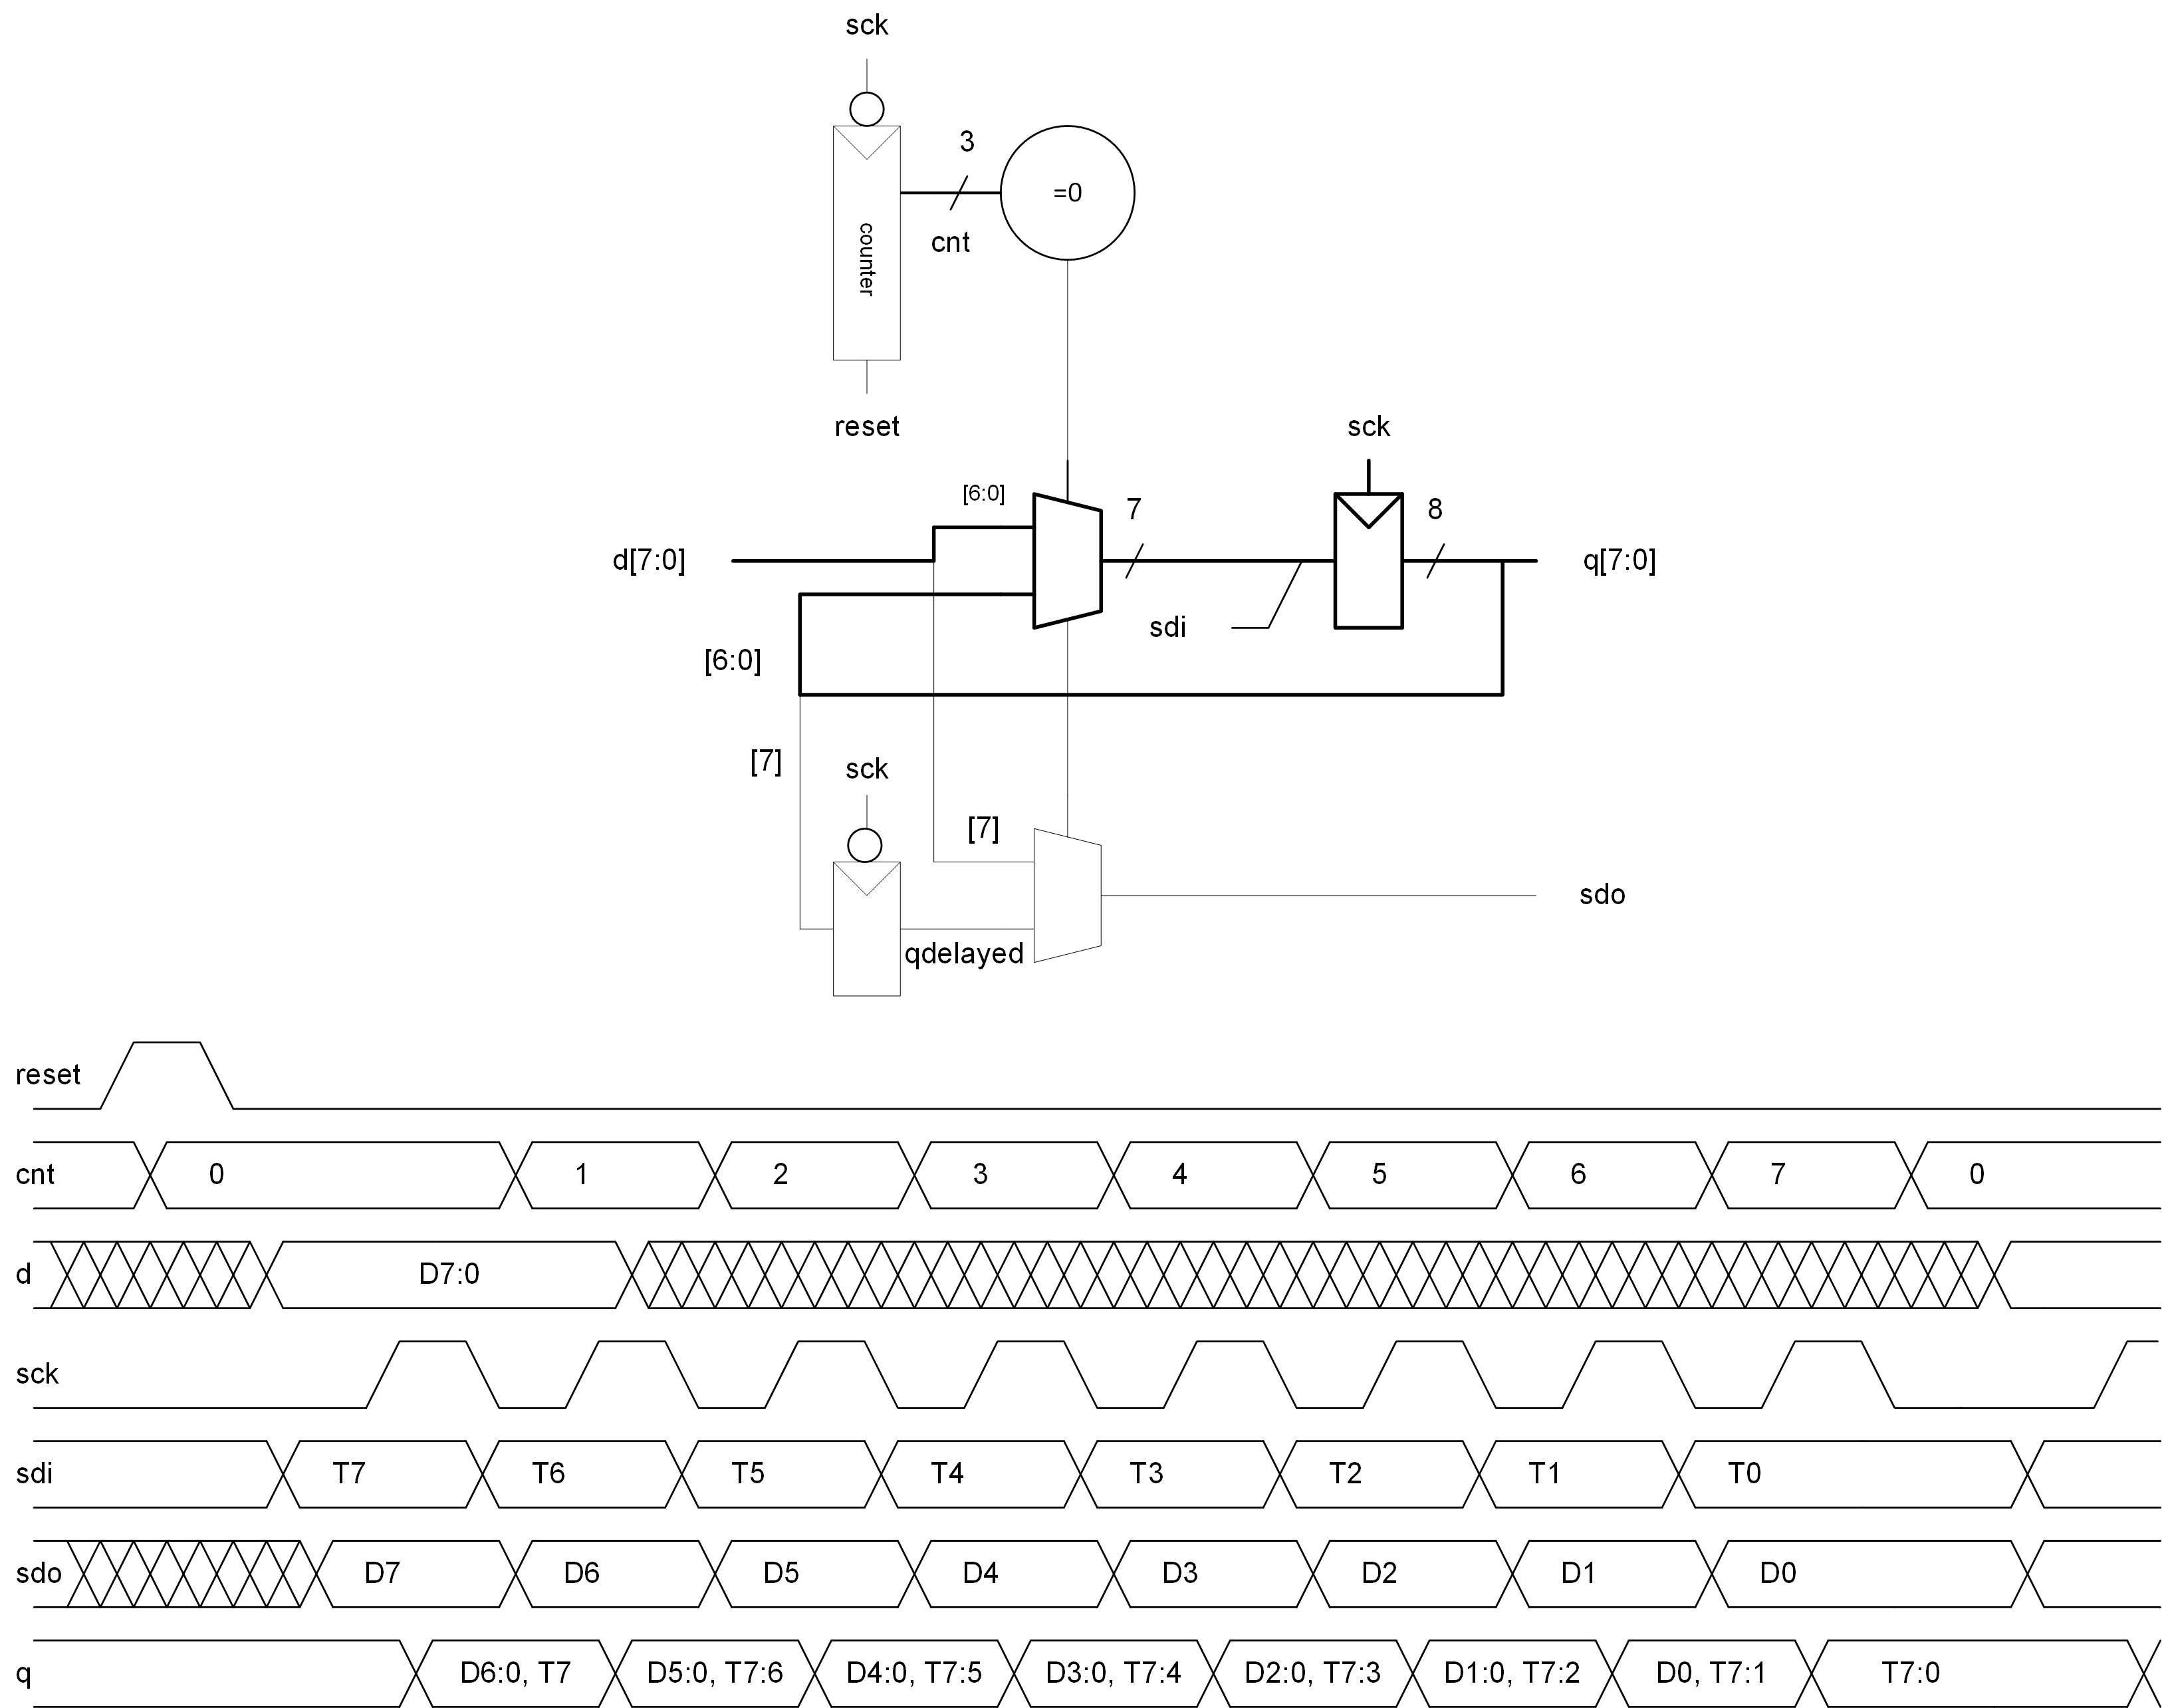 sck
3
=0
cnt
counter
reset
sck
[6:0]
7
8
d[7:0]
q[7:0]
sdi
[6:0]
[7]
sck
[7]
sdo
qdelayed
reset
cnt 0 1 2 3 4 5 6 7 0
d D7:0
sck
sdi T7 T6 T5 T4 T3 T2 T1 T0
sdo D7 D6 D5 D4 D3 D2 D1 D0
q D6:0, T7 D5:0, T7:6 D4:0, T7:5 D3:0, T7:4 D2:0, T7:3 D1:0, T7:2 D0, T7:1 T7:0